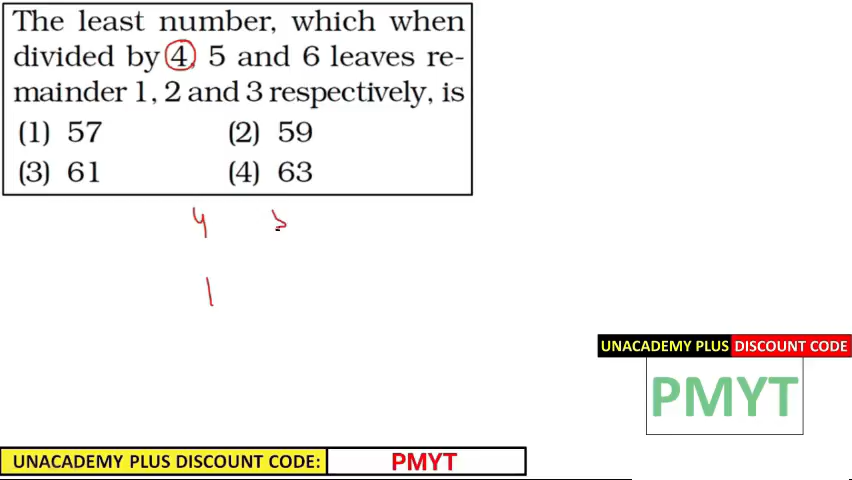 The least number, which when
divided by 4, 5 and 6 leaves re-
mainder 1, 2 and 3 respectively, is
(1) 57 (2) 59
(3) 61 (4) 63
4
1
UNACADEMY PLUS DISCOUNT CODE
PMYT
UNACADEMY PLUS DISCOUNT CODE: PMYT